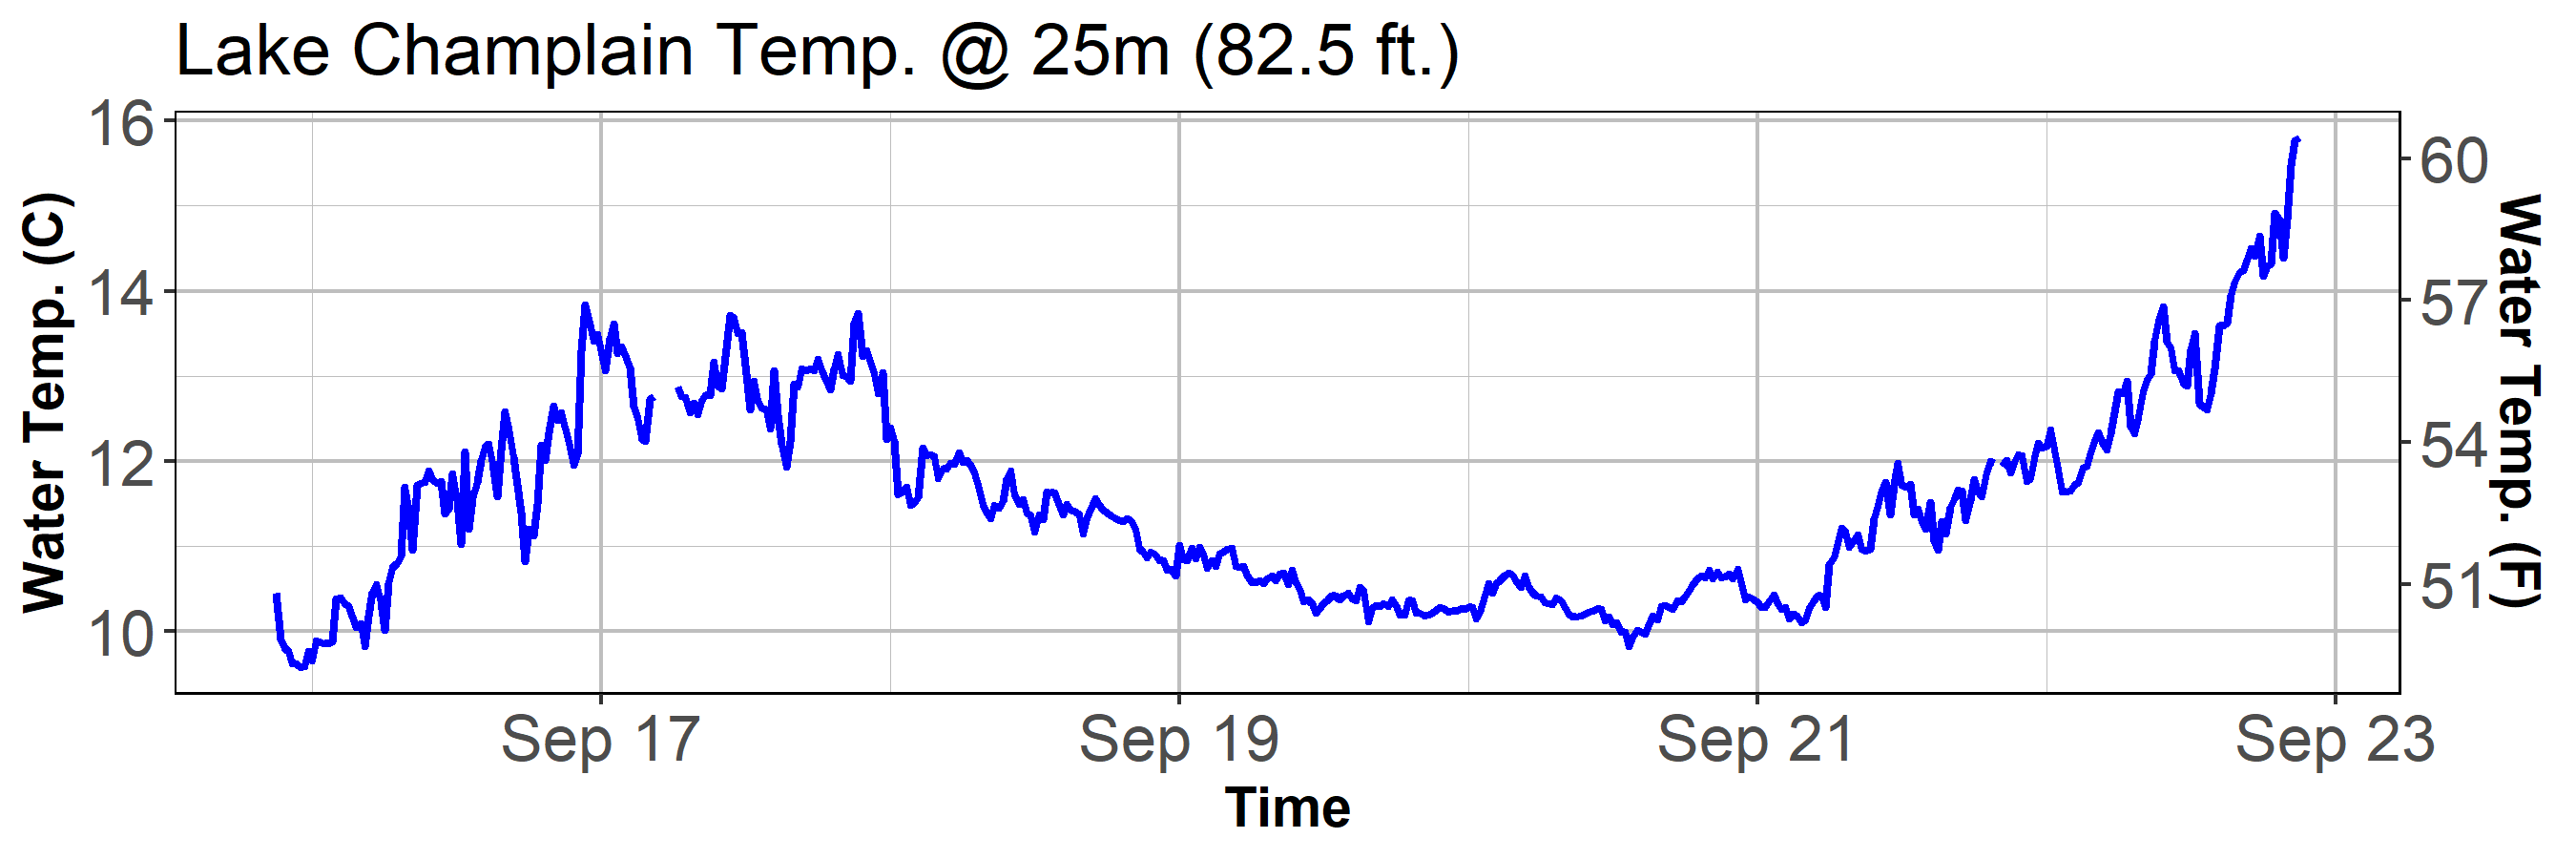 Lake Champlain Temp. @ 25m (82.5 ft.)
Water Temp. (C)
16
14
12
10
60
57
54
51
Water Temp. (F)
Sep 17 Sep 19 Sep 21 Sep 23
Time